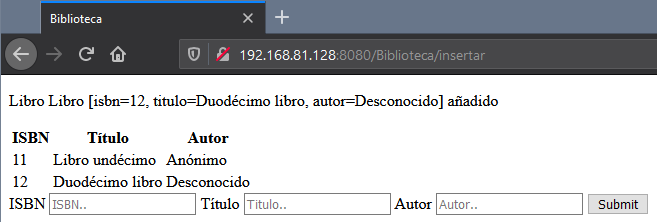 Biblioteca
192.168.81.128:8080/Biblioteca/insertar
Libro Libro [isbn=12, titulo=Duodécimo libro, autor=Desconocido] añadido
ISBN Título Autor
11 Libro undécimo Anónimo
12 Duodécimo libro Desconocido
ISBN ISBN.. Título Titulo.. Autor Autor.. Submit